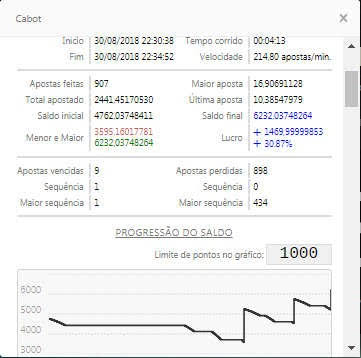 Cabot ×
Início 30/08/2018 22:30:38 Tempo corrido 00:04:13
Fim 30/08/2018 22:34:52 Velocidade 214,80 apostas/min.
Apostas feitas 907 Maior aposta 16,90691128
Total apostado 2441,45170530 Última aposta 10,38547979
Saldo inicial 4762,03748411 Saldo final 6232,03748264
Menor e Maior 3595,16017781 Lucro + 1469,99999853
6232,03748264 + 30.87%
Apostas vencidas 9 Apostas perdidas 898
Sequência 1 Sequência 0
Maior sequência 1 Maior sequência 434
PROGRESSÃO DO SALDO
Limite de pontos no gráfico: 1000
6000
5000
4000
3000